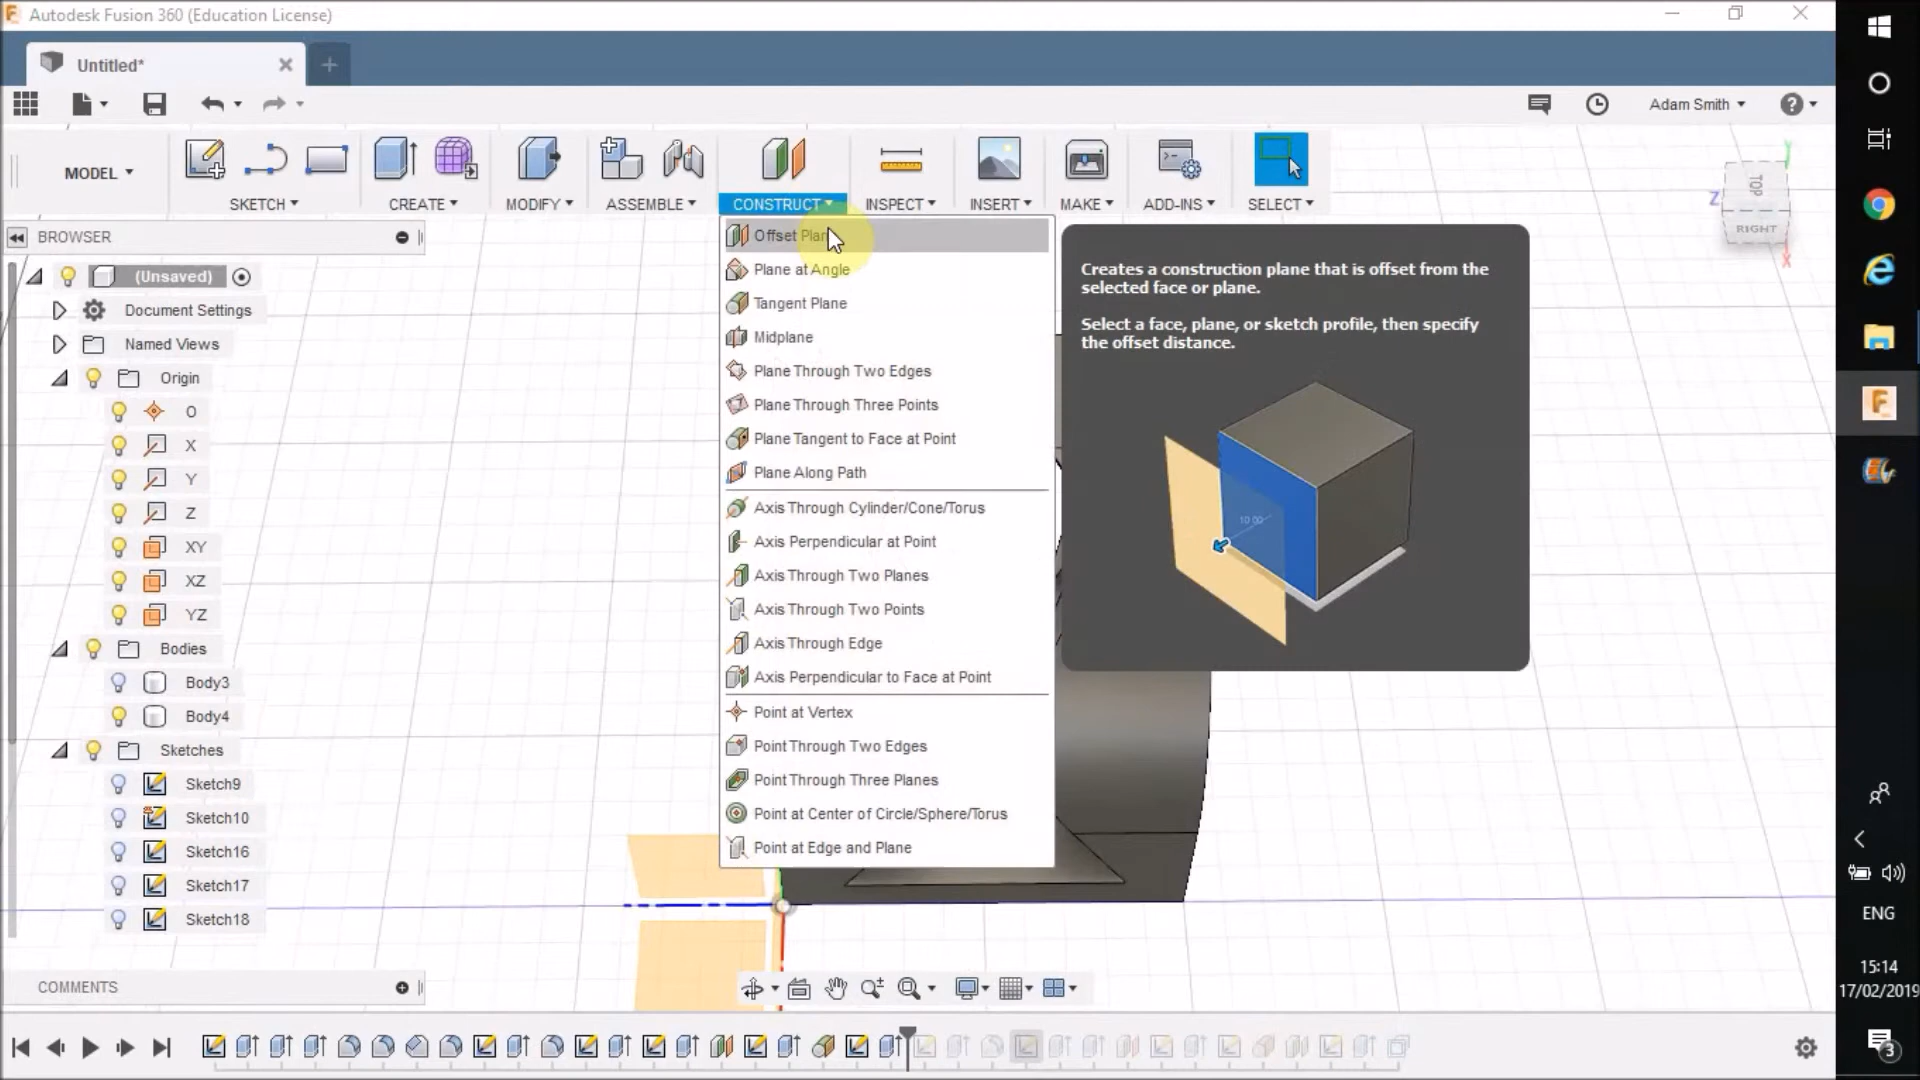 Autodesk Fusion 360 (Education License)
Untitled*
Adam Smith
MODEL
SKETCH
CREATE
MODIFY
ASSEMBLE
CONSTRUCT
INSPECT
INSERT
MAKE
ADD-INS
SELECT
TOP
RIGHT
Z
Y
X
BROWSER
(Unsaved)
Document Settings
Named Views
Origin
O
X
Y
Z
XY
XZ
YZ
Bodies
Body3
Body4
Sketches
Sketch9
Sketch10
Sketch16
Sketch17
Sketch18
COMMENTS
Offset Plan
Plane at Angle
Tangent Plane
Midplane
Plane Through Two Edges
Plane Through Three Points
Plane Tangent to Face at Point
Plane Along Path
Axis Through Cylinder/Cone/Torus
Axis Perpendicular at Point
Axis Through Two Planes
Axis Through Two Points
Axis Through Edge
Axis Perpendicular to Face at Point
Point at Vertex
Point Through Two Edges
Point Through Three Planes
Point at Center of Circle/Sphere/Torus
Point at Edge and Plane
Creates a construction plane that is offset from the
selected face or plane.
Select a face, plane, or sketch profile, then specify
the offset distance.
10.00
ENG
15:14
17/02/2019
3